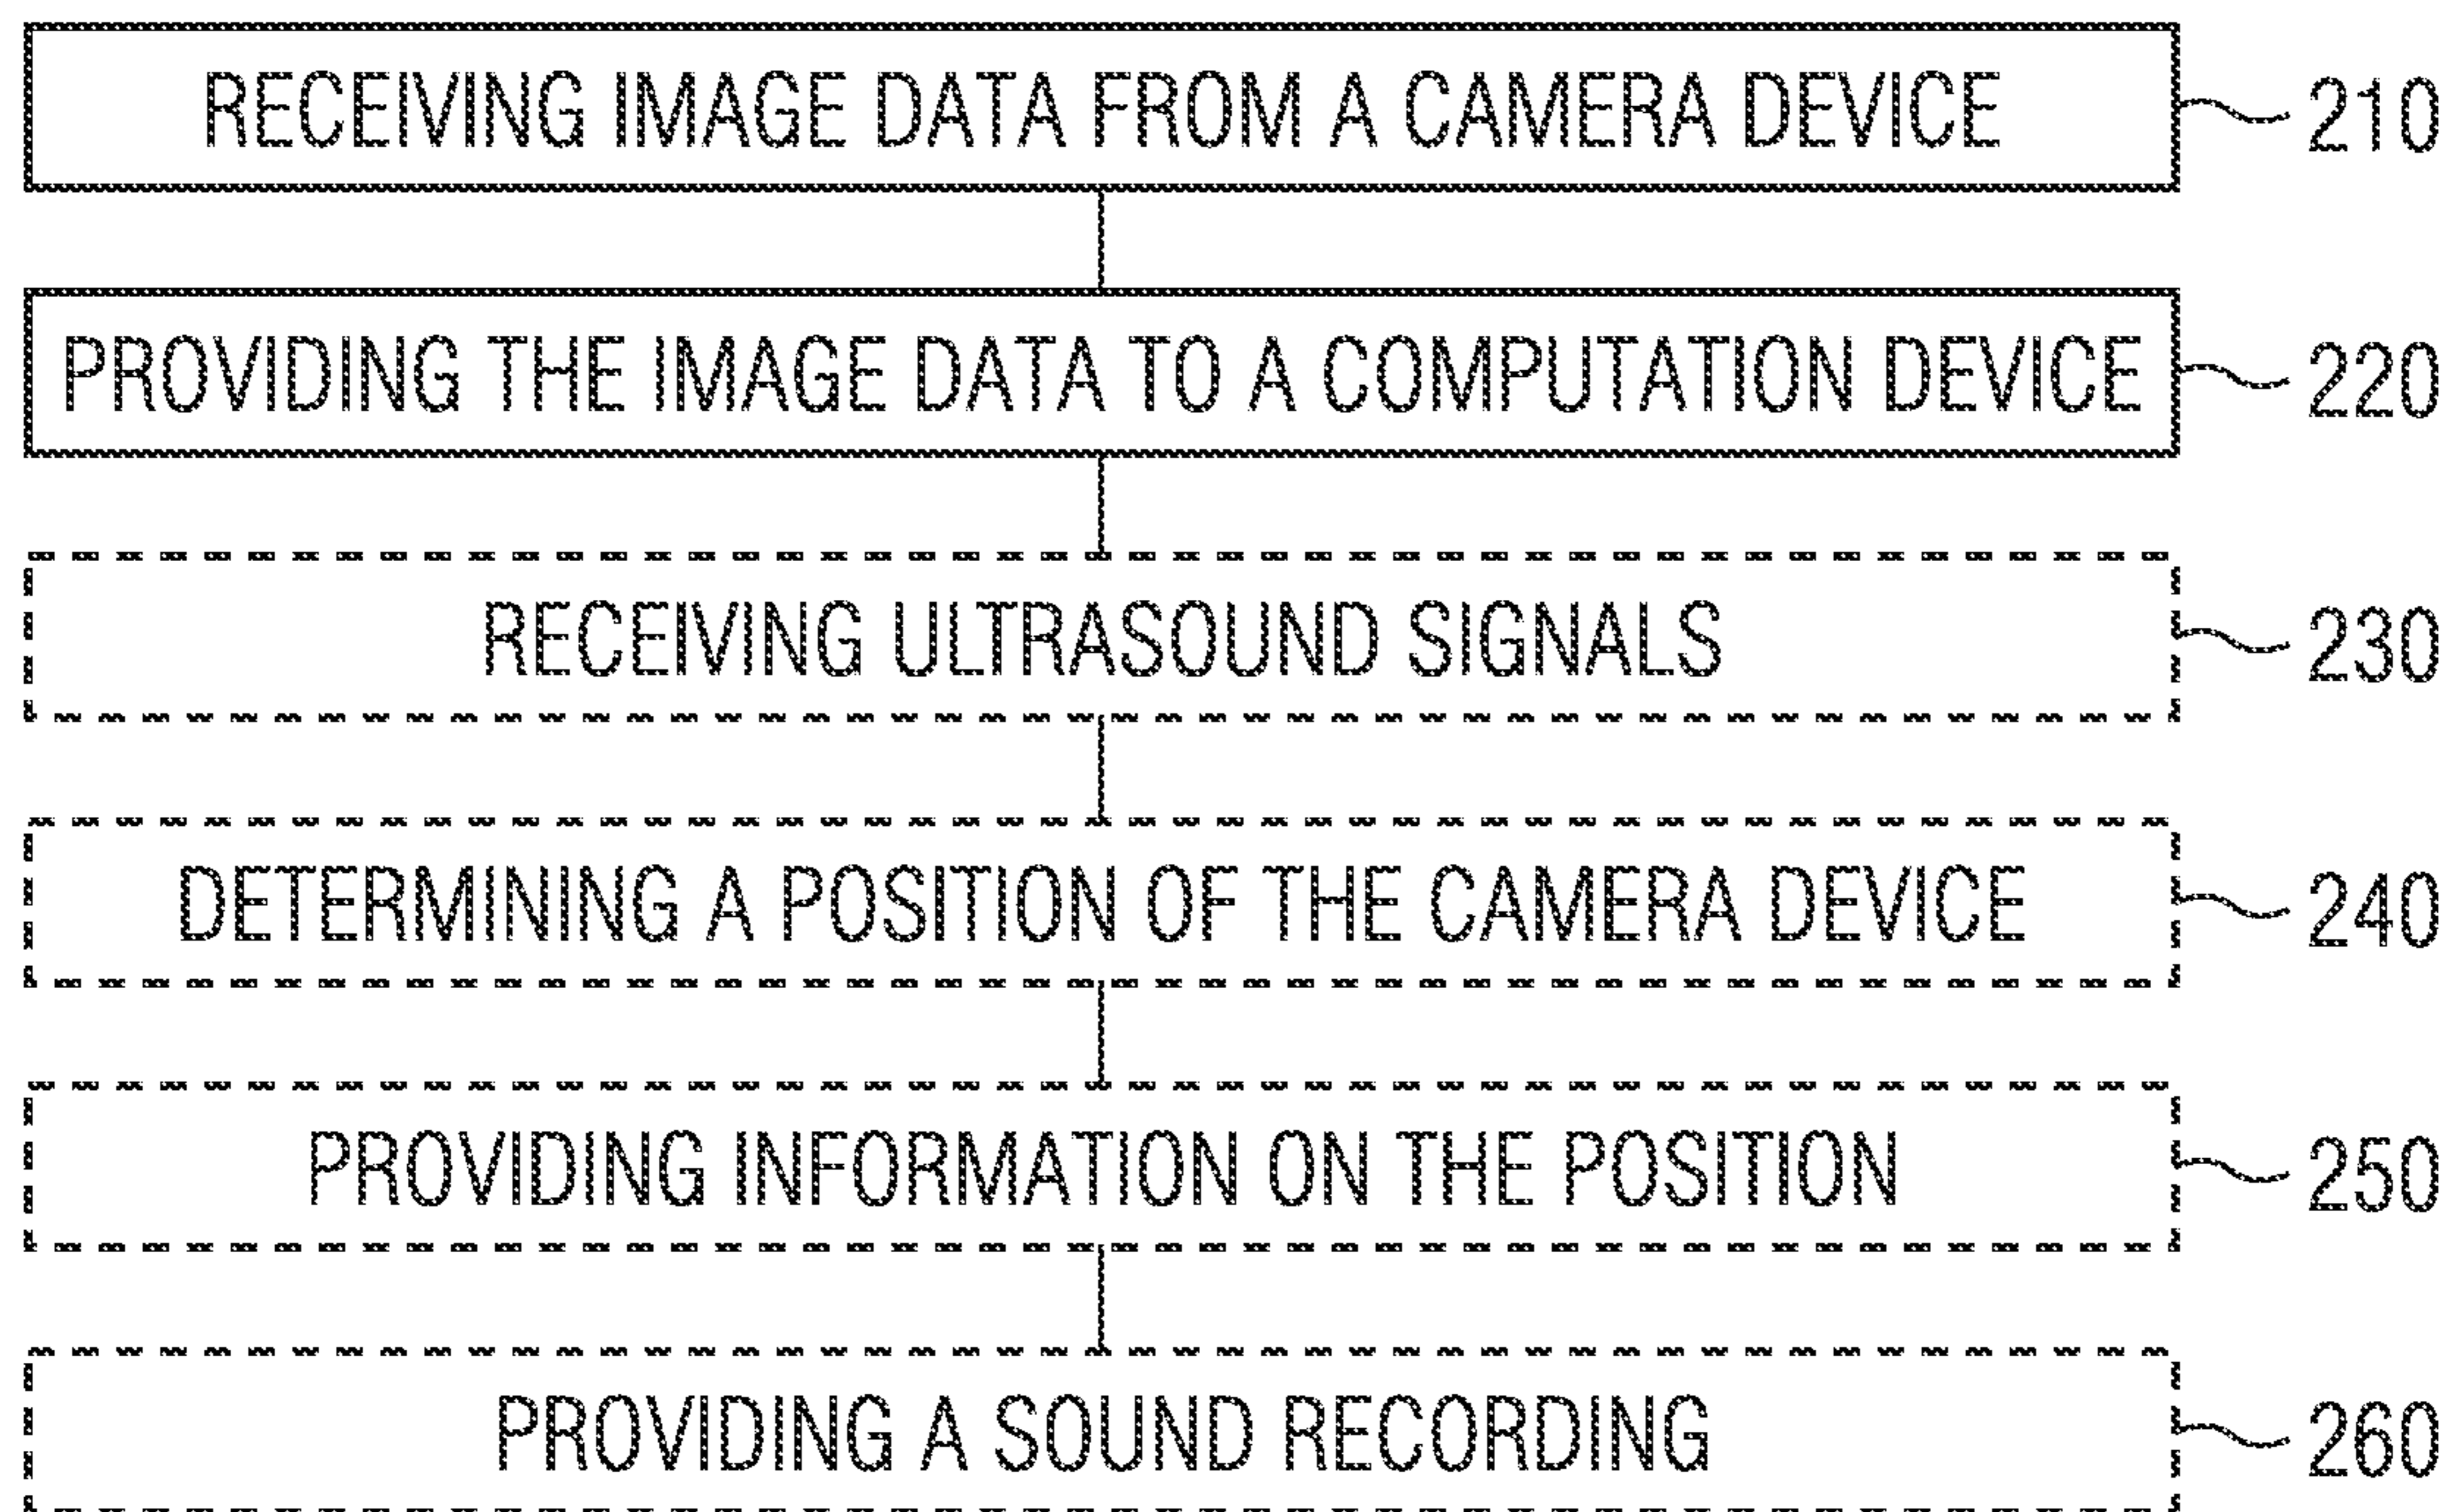 RECEIVING IMAGE DATA FROM A CAMERA DEVICE 210
PROVIDING THE IMAGE DATA TO A COMPUTATION DEVICE 220
RECEIVING ULTRASOUND SIGNALS 230
DETERMINING A POSITION OF THE CAMERA DEVICE 240
PROVIDING INFORMATION ON THE POSITION 250
PROVIDING A SOUND RECORDING 260